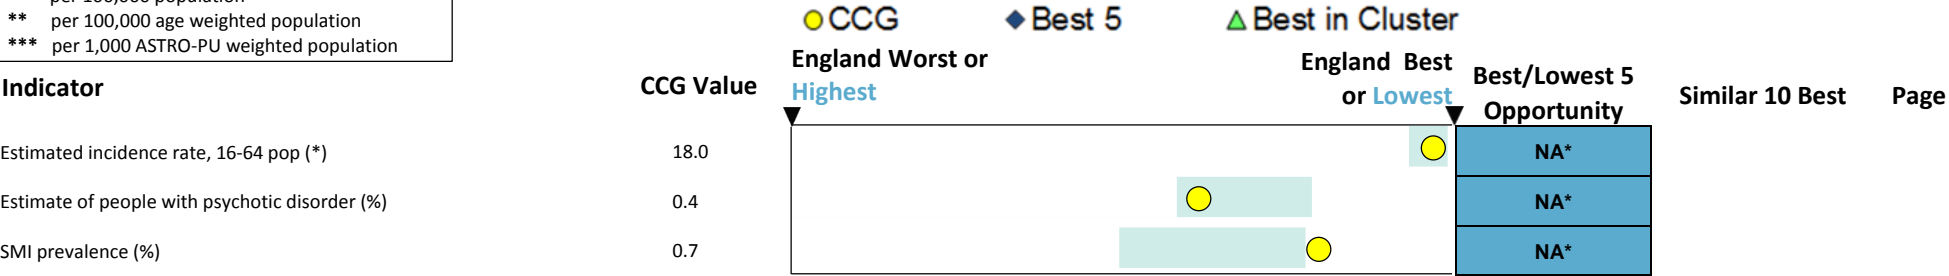 per 100,000 population
** per 100,000 age weighted population
*** per 1,000 ASTRO-PU weighted population
CCG Best 5 Best in Cluster
Indicator CCG Value England Worst or Highest England Best or Lowest Best/Lowest 5 Opportunity Similar 10 Best Page
Estimated incidence rate, 16-64 pop (*) 18.0 NA*
Estimate of people with psychotic disorder (%) 0.4 NA*
SMI prevalence (%) 0.7 NA*